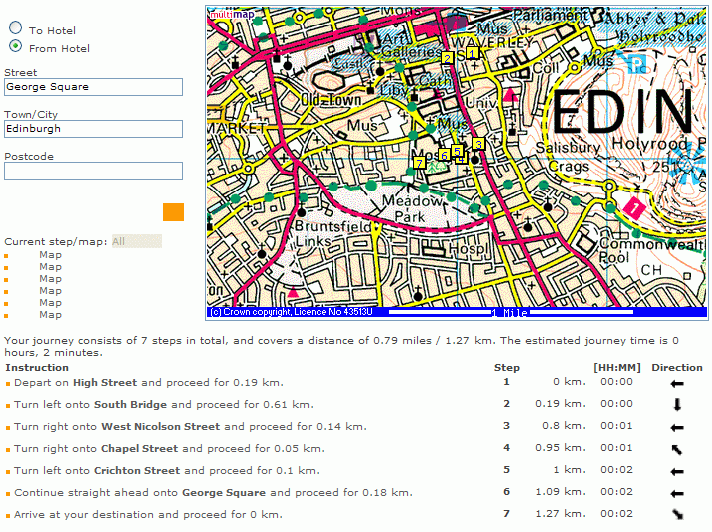 To Hotel
From Hotel
Street
George Square
Town/City
Edinburgh
Postcode
Current step/map: All
Map
Map
Map
Map
Map
Map
multimap
Parliament
Abbey & Pala
Holyroodho
Mus
Art
Galleries
WAVERLEY
2
1
Castle
Cath
Coll
Mus
P
Liby
Old Town
Univ
EDIN
MARKET
Mus
Mus
3
Salisbury
Crags
Holyrood P
Mos
5
6
7
251
Meadow
Park
1
Bruntsfield
Links
Hospl
Commonwealt
Pool
CH
(c) Crown copyright, Licence No 43513U
1 Mile
Your journey consists of 7 steps in total, and covers a distance of 0.79 miles / 1.27 km. The estimated journey time is 0
hours, 2 minutes.
Instruction Step [HH:MM] Direction
Depart on High Street and proceed for 0.19 km. 1 0 km. 00:00
Turn left onto South Bridge and proceed for 0.61 km. 2 0.19 km. 00:00
Turn right onto West Nicolson Street and proceed for 0.14 km. 3 0.8 km. 00:01
Turn right onto Chapel Street and proceed for 0.05 km. 4 0.95 km. 00:01
Turn left onto Crichton Street and proceed for 0.1 km. 5 1 km. 00:02
Continue straight ahead onto George Square and proceed for 0.18 km. 6 1.09 km. 00:02
Arrive at your destination and proceed for 0 km. 7 1.27 km. 00:02